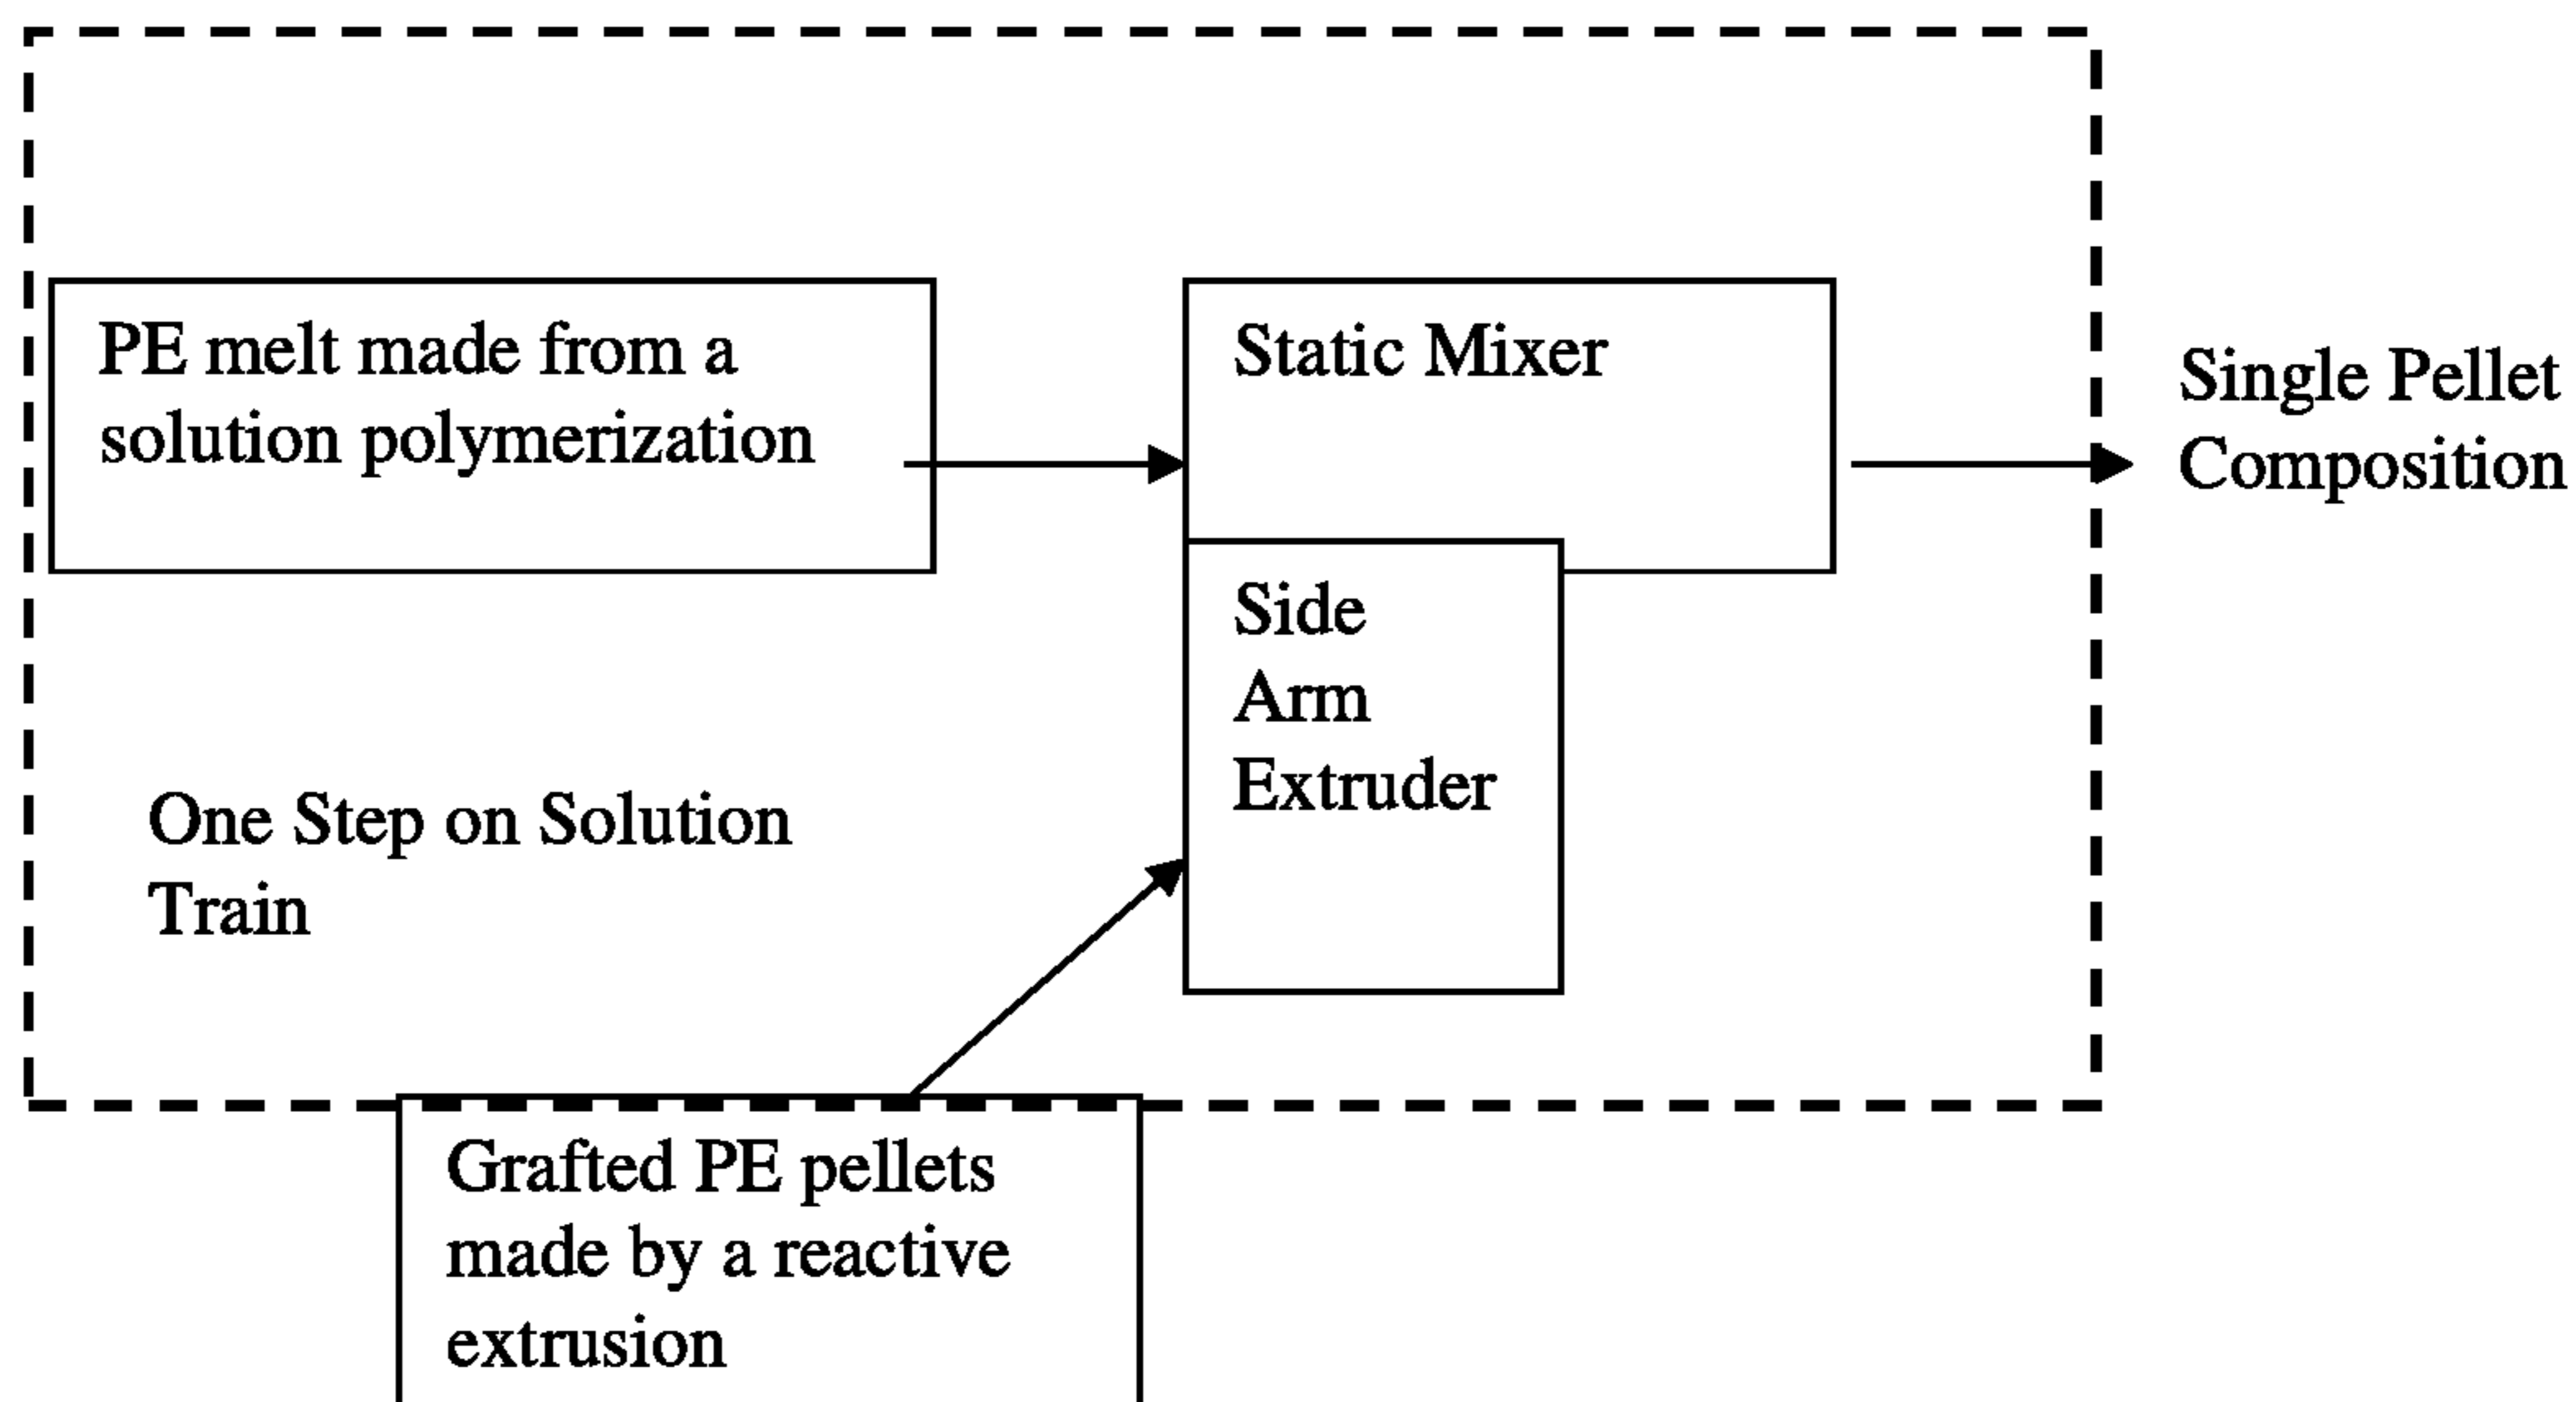 PE melt made from a
solution polymerization
Static Mixer
Single Pellet
Composition
Side
Arm
Extruder
One Step on Solution
Train
Grafted PE pellets
made by a reactive
extrusion